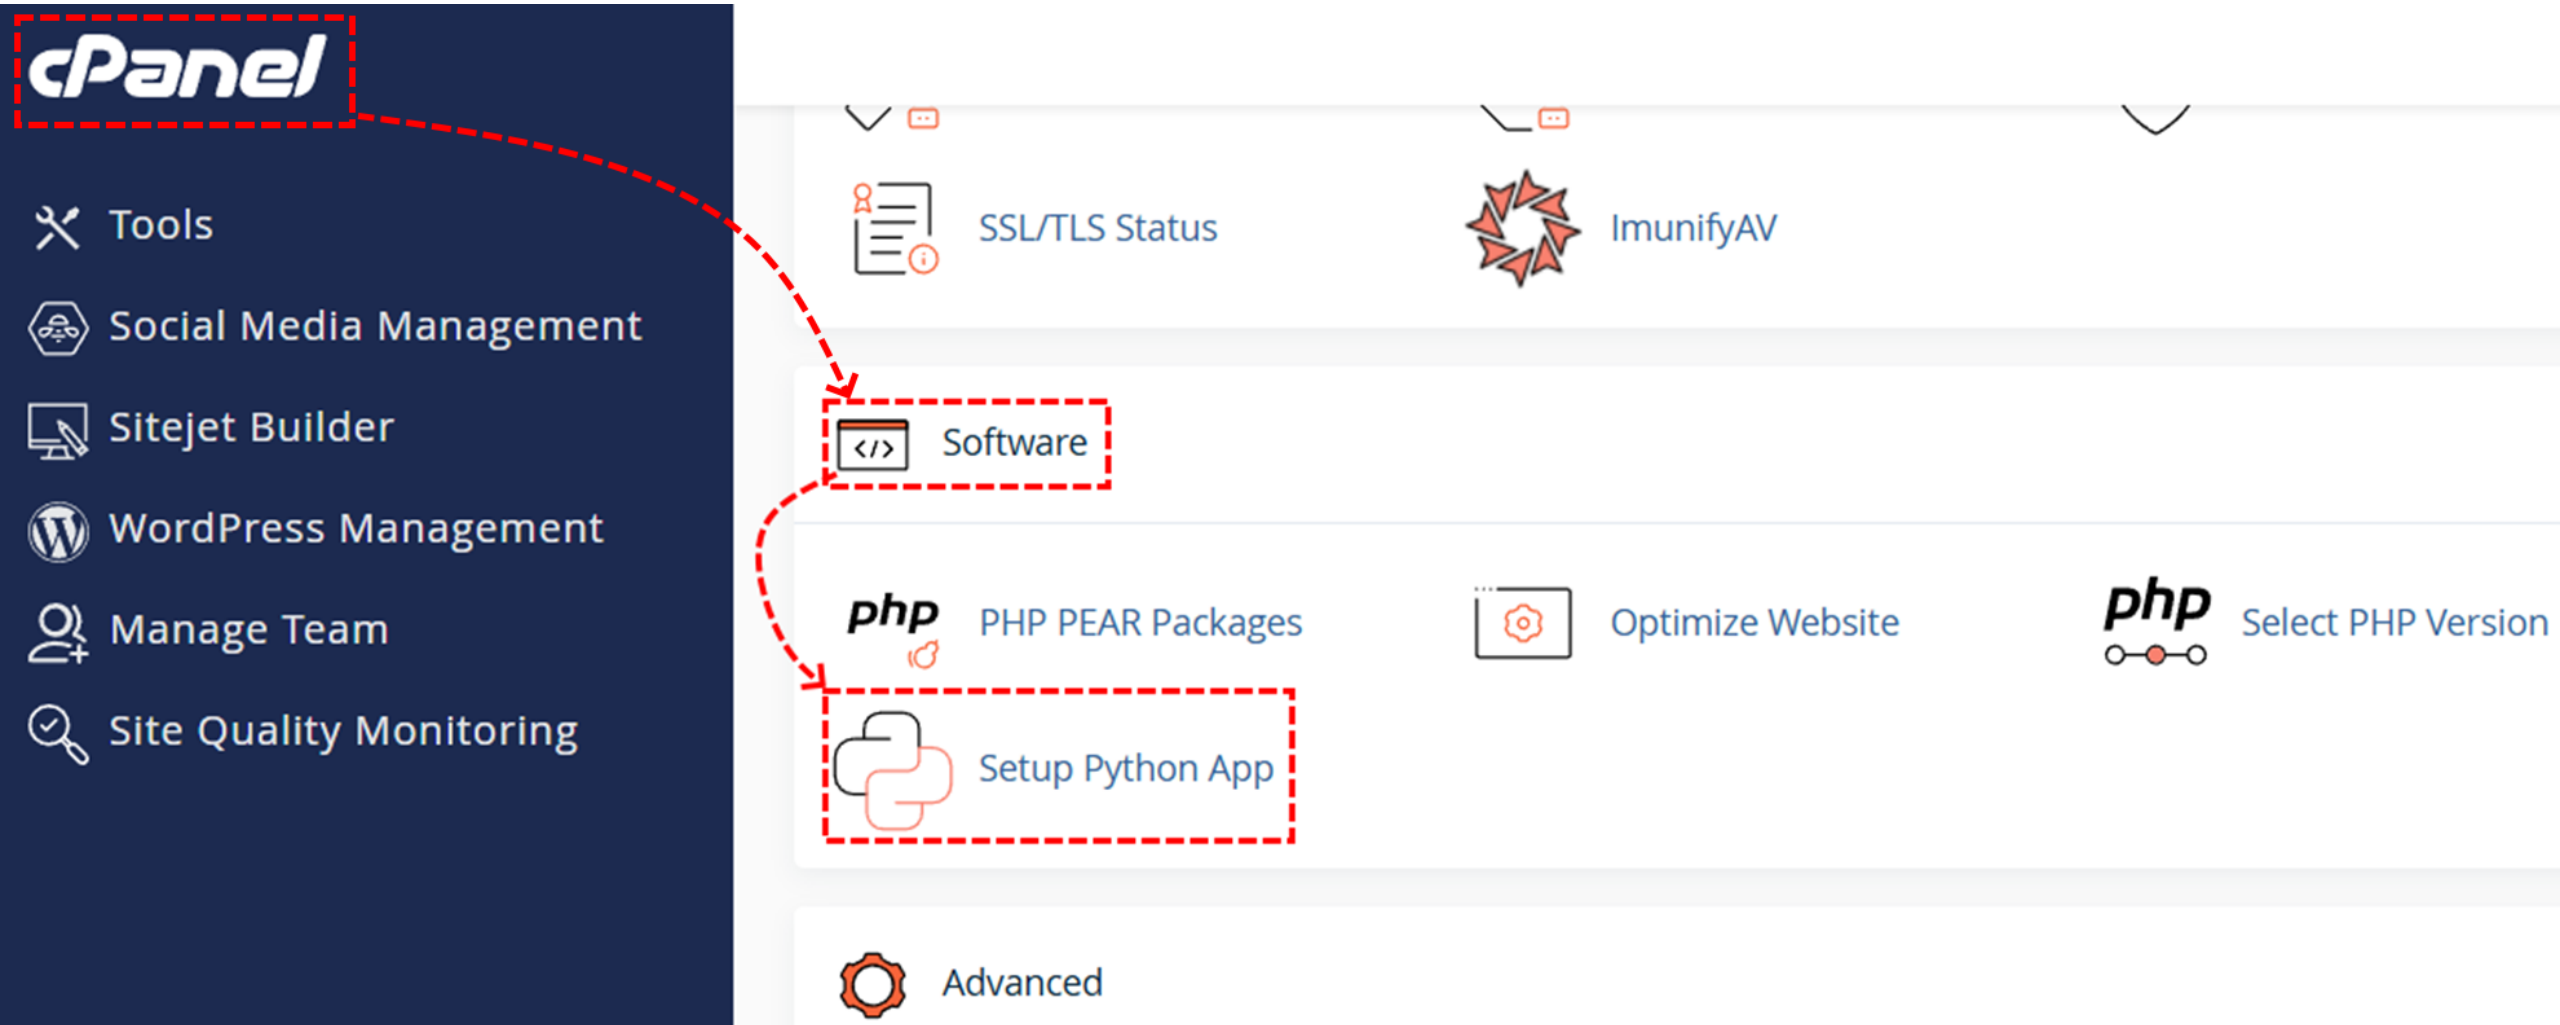 cPanel
Tools
Social Media Management
Sitejet Builder
WordPress Management
Manage Team
Site Quality Monitoring
SSL/TLS Status
ImunifyAV
</> Software
php PHP PEAR Packages
Optimize Website
php Select PHP Version
Setup Python App
Advanced